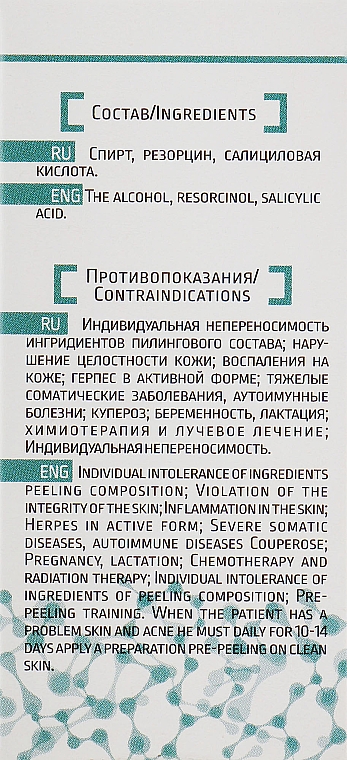 Состав/Ingredients
RU Спирт, резорцин, салициловая
кислота.
ENG The alcohol, resorcinol, salicylic
acid.
Противопоказания/
Contraindications
RU Индивидуальная непереносимость
ингридиентов пилингового состава; нару-
шение целостности кожи; воспаления на
коже; герпес в активной форме; тяжелые
соматические заболевания, аутоимунные
болезни; купероз; беременность, лактация;
химиотерапия и лучевое лечение;
Индивидуальная непереносимость.
ENG Individual intolerance of ingredients
peeling composition; Violation of the
integrity of the skin; Inflammation in the skin;
Herpes in active form; Severe somatic
diseases, autoimmune diseases Couperose;
Pregnancy, lactation; Chemotherapy and
radiation therapy; Individual intolerance of
ingredients of peeling composition; Pre-
peeling training. When the patient has a
problem skin and acne he must daily for 10-14
days apply a preparation pre-peeling on clean
skin.